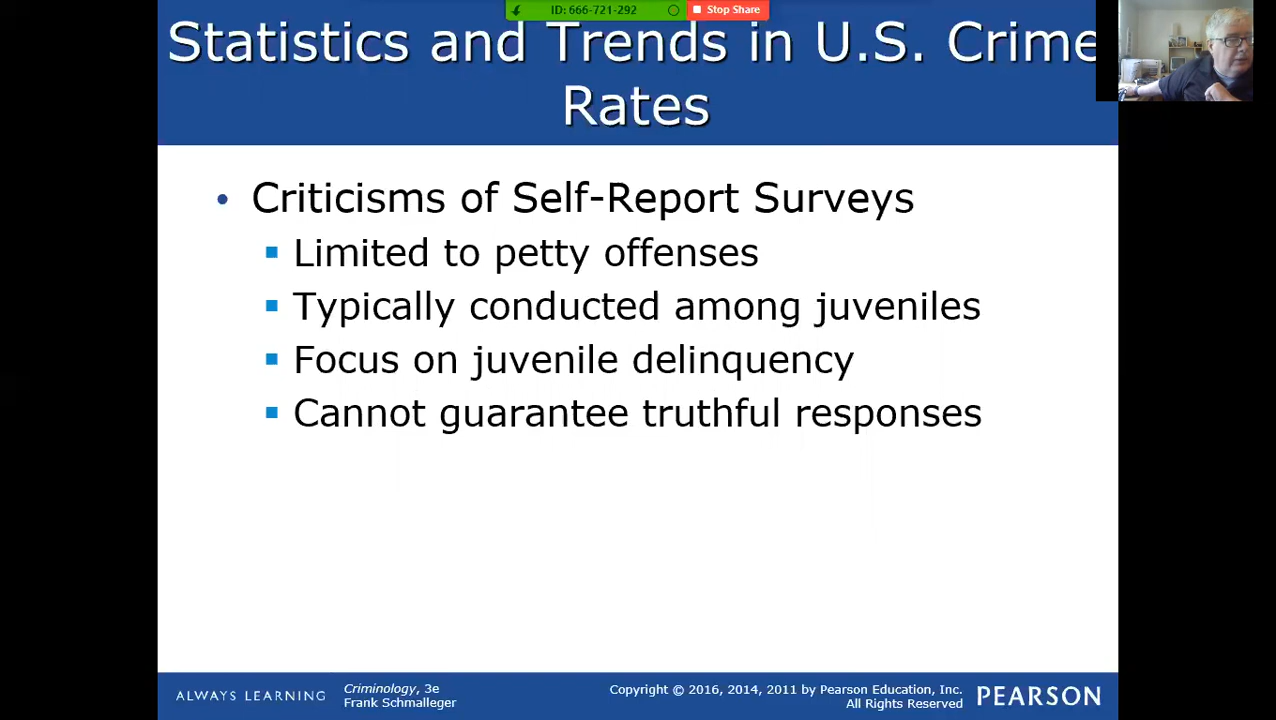 ID: 666-721-292
Stop Share
Statistics and Trends in U.S. Crime
Rates
• Criticisms of Self-Report Surveys
▪ Limited to petty offenses
▪ Typically conducted among juveniles
▪ Focus on juvenile delinquency
▪ Cannot guarantee truthful responses
ALWAYS LEARNING
Criminology, 3e
Frank Schmalleger
Copyright © 2016, 2014, 2011 by Pearson Education, Inc.
All Rights Reserved
PEARSON